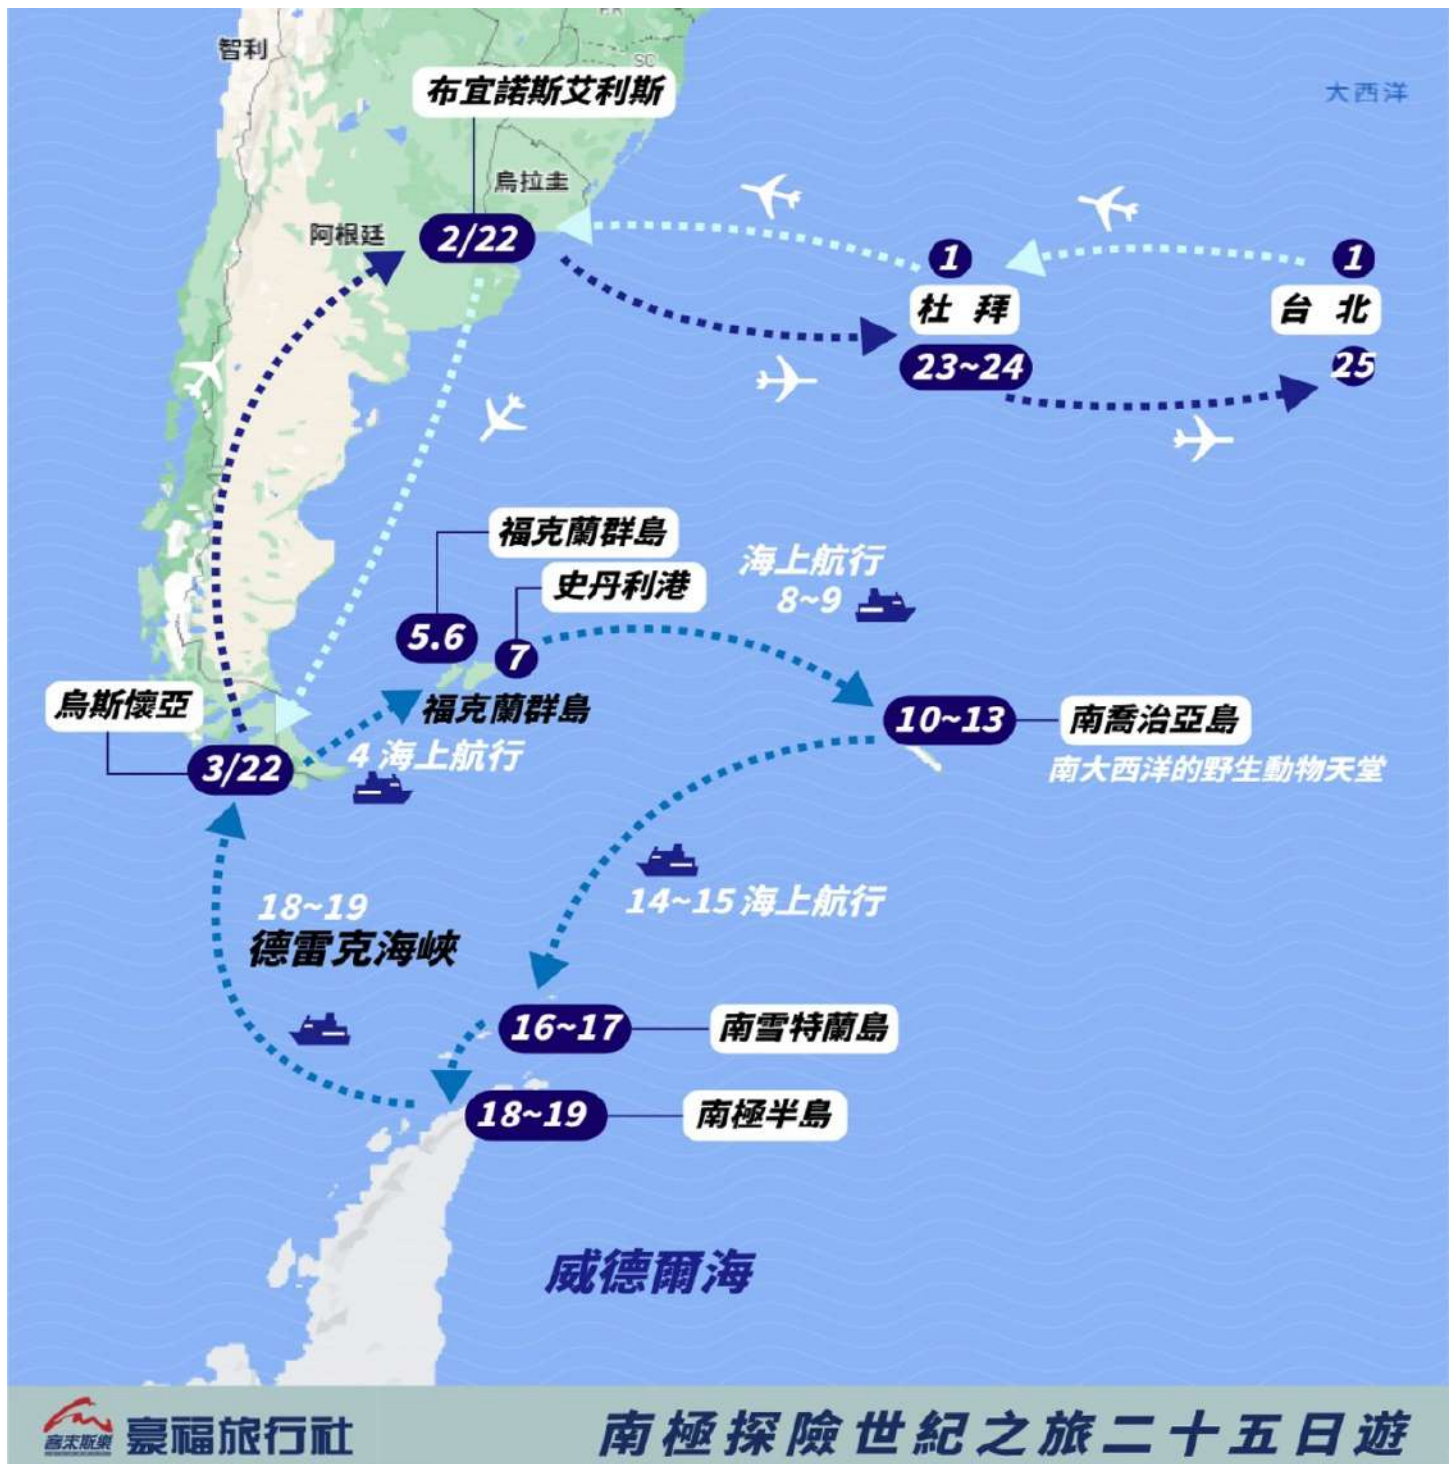 智利
PR
SC
大西洋
布宜諾斯艾利斯
烏拉圭
阿根廷
2/22
1
1
杜 拜
台 北
23~24
25
福克蘭群島
史丹利港
海上航行
8~9
5.6
7
烏斯懷亞
福克蘭群島
10~13
南喬治亞島
3/22
4 海上航行
南大西洋的野生動物天堂
18~19
德雷克海峽
14~15 海上航行
16~17
南雪特蘭島
18~19
南極半島
威德爾海
喜末斯樂
豪福旅行社
南極探險世紀之旅二十五日遊